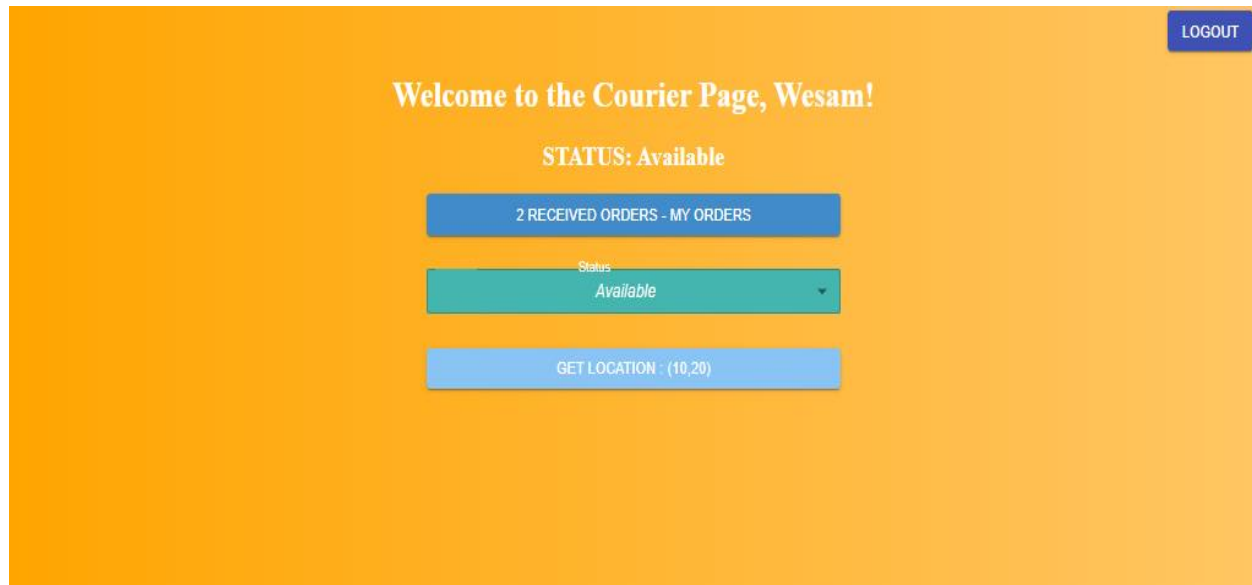 LOGOUT
Welcome to the Courier Page, Wesam!
STATUS: Available
2 RECEIVED ORDERS - MY ORDERS
Status
Available
GET LOCATION : (10,20)